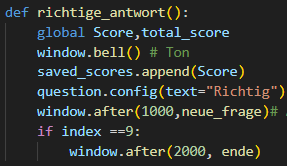 def richtige_antwort():
    global Score,total_score
    window.bell() # Ton
    saved_scores.append(Score)
    question.config(text="Richtig")
    window.after(1000,neue_frage)#
    if index ==9:
        window.after(2000, ende)